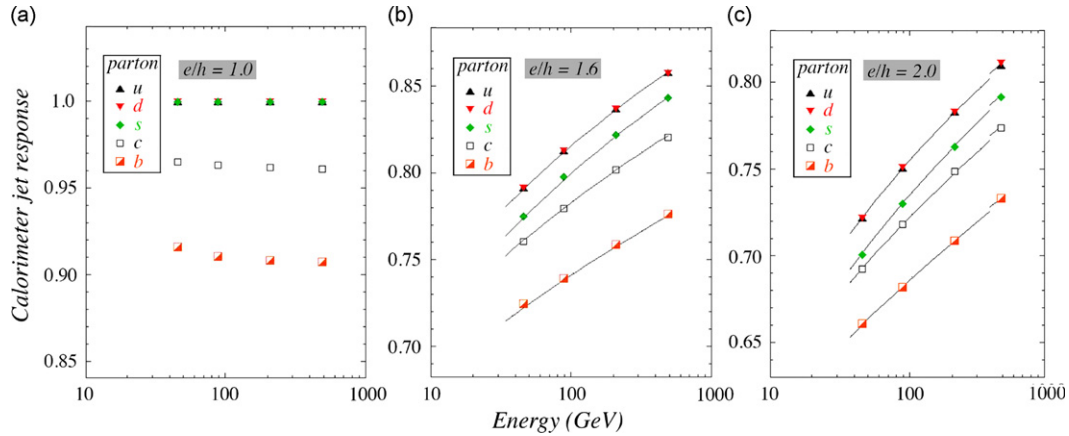 (a)
(b)
(c)
Calorimeter jet response
1.0
0.95
0.90
0.85
parton
u
d
s
c
b
e/h = 1.0
10
100
1000
0.85
0.80
0.75
0.70
parton
u
d
s
c
b
e/h = 1.6
10
100
1000
0.80
0.75
0.70
0.65
parton
u
d
s
c
b
e/h = 2.0
10
100
1000
Energy (GeV)